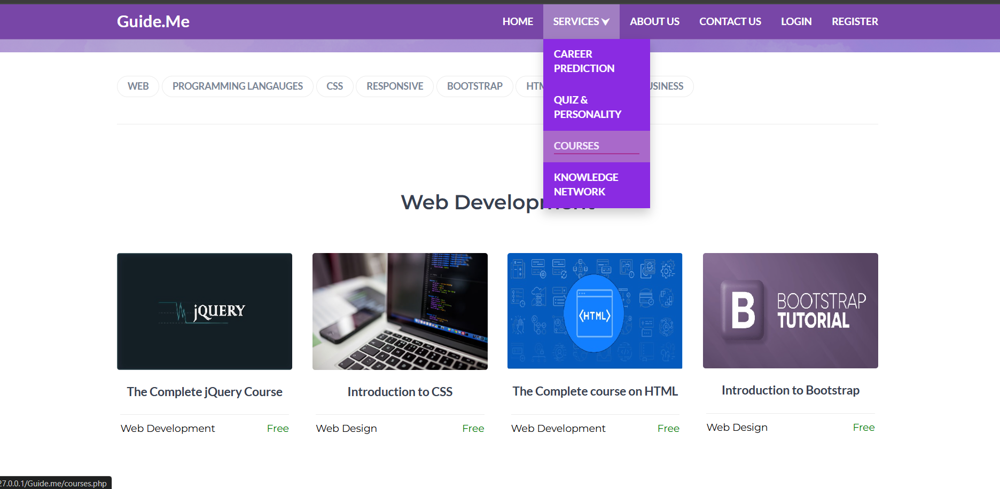 Guide.Me
HOME
SERVICES
ABOUT US
CONTACT US
LOGIN
REGISTER
CAREER
PREDICTION
QUIZ &
PERSONALITY
COURSES
KNOWLEDGE
NETWORK
WEB
PROGRAMMING LANGAUGES
CSS
RESPONSIVE
BOOTSTRAP
Web Develop
jQUERY
<HTML>
B
BOOTSTRAP
TUTORIAL
The Complete jQuery Course
Introduction to CSS
The Complete course on HTML
Introduction to Bootstrap
Web Development
Free
Web Design
Free
Web Development
Free
Web Design
Free
27.0.0.1/Guide.me/courses.php